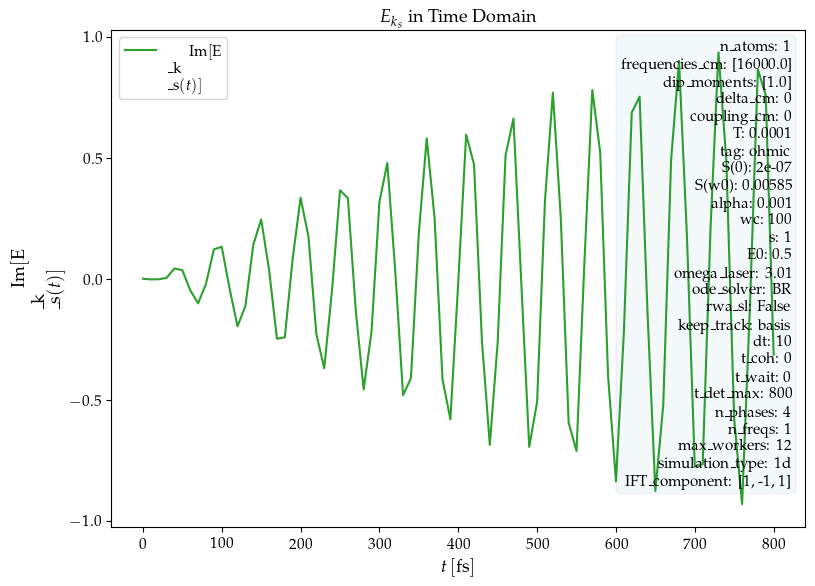 $E_{k_s}$ in Time Domain
Im[E
_k
_s(t)]
n_atoms: 1
frequencies_cm: [16000.0]
dip_moments: [1.0]
delta_cm: 0
coupling_cm: 0
T: 0.0001
tag: ohmic
S(0): 2e-07
S(w0): 0.00585
alpha: 0.001
wc: 100
s: 1
E0: 0.5
omega_laser: 3.01
ode_solver: BR
rwa_sl: False
keep_track: basis
dt: 10
t_coh: 0
t_wait: 0
t_det_max: 800
n_phases: 4
n_freqs: 1
max_workers: 12
simulation_type: 1d
IFT_component: [1, -1, 1]
Im[E
_k
_s(t)]
1.0
0.5
0.0
−0.5
−1.0
0 100 200 300 400 500 600 700 800
t [fs]